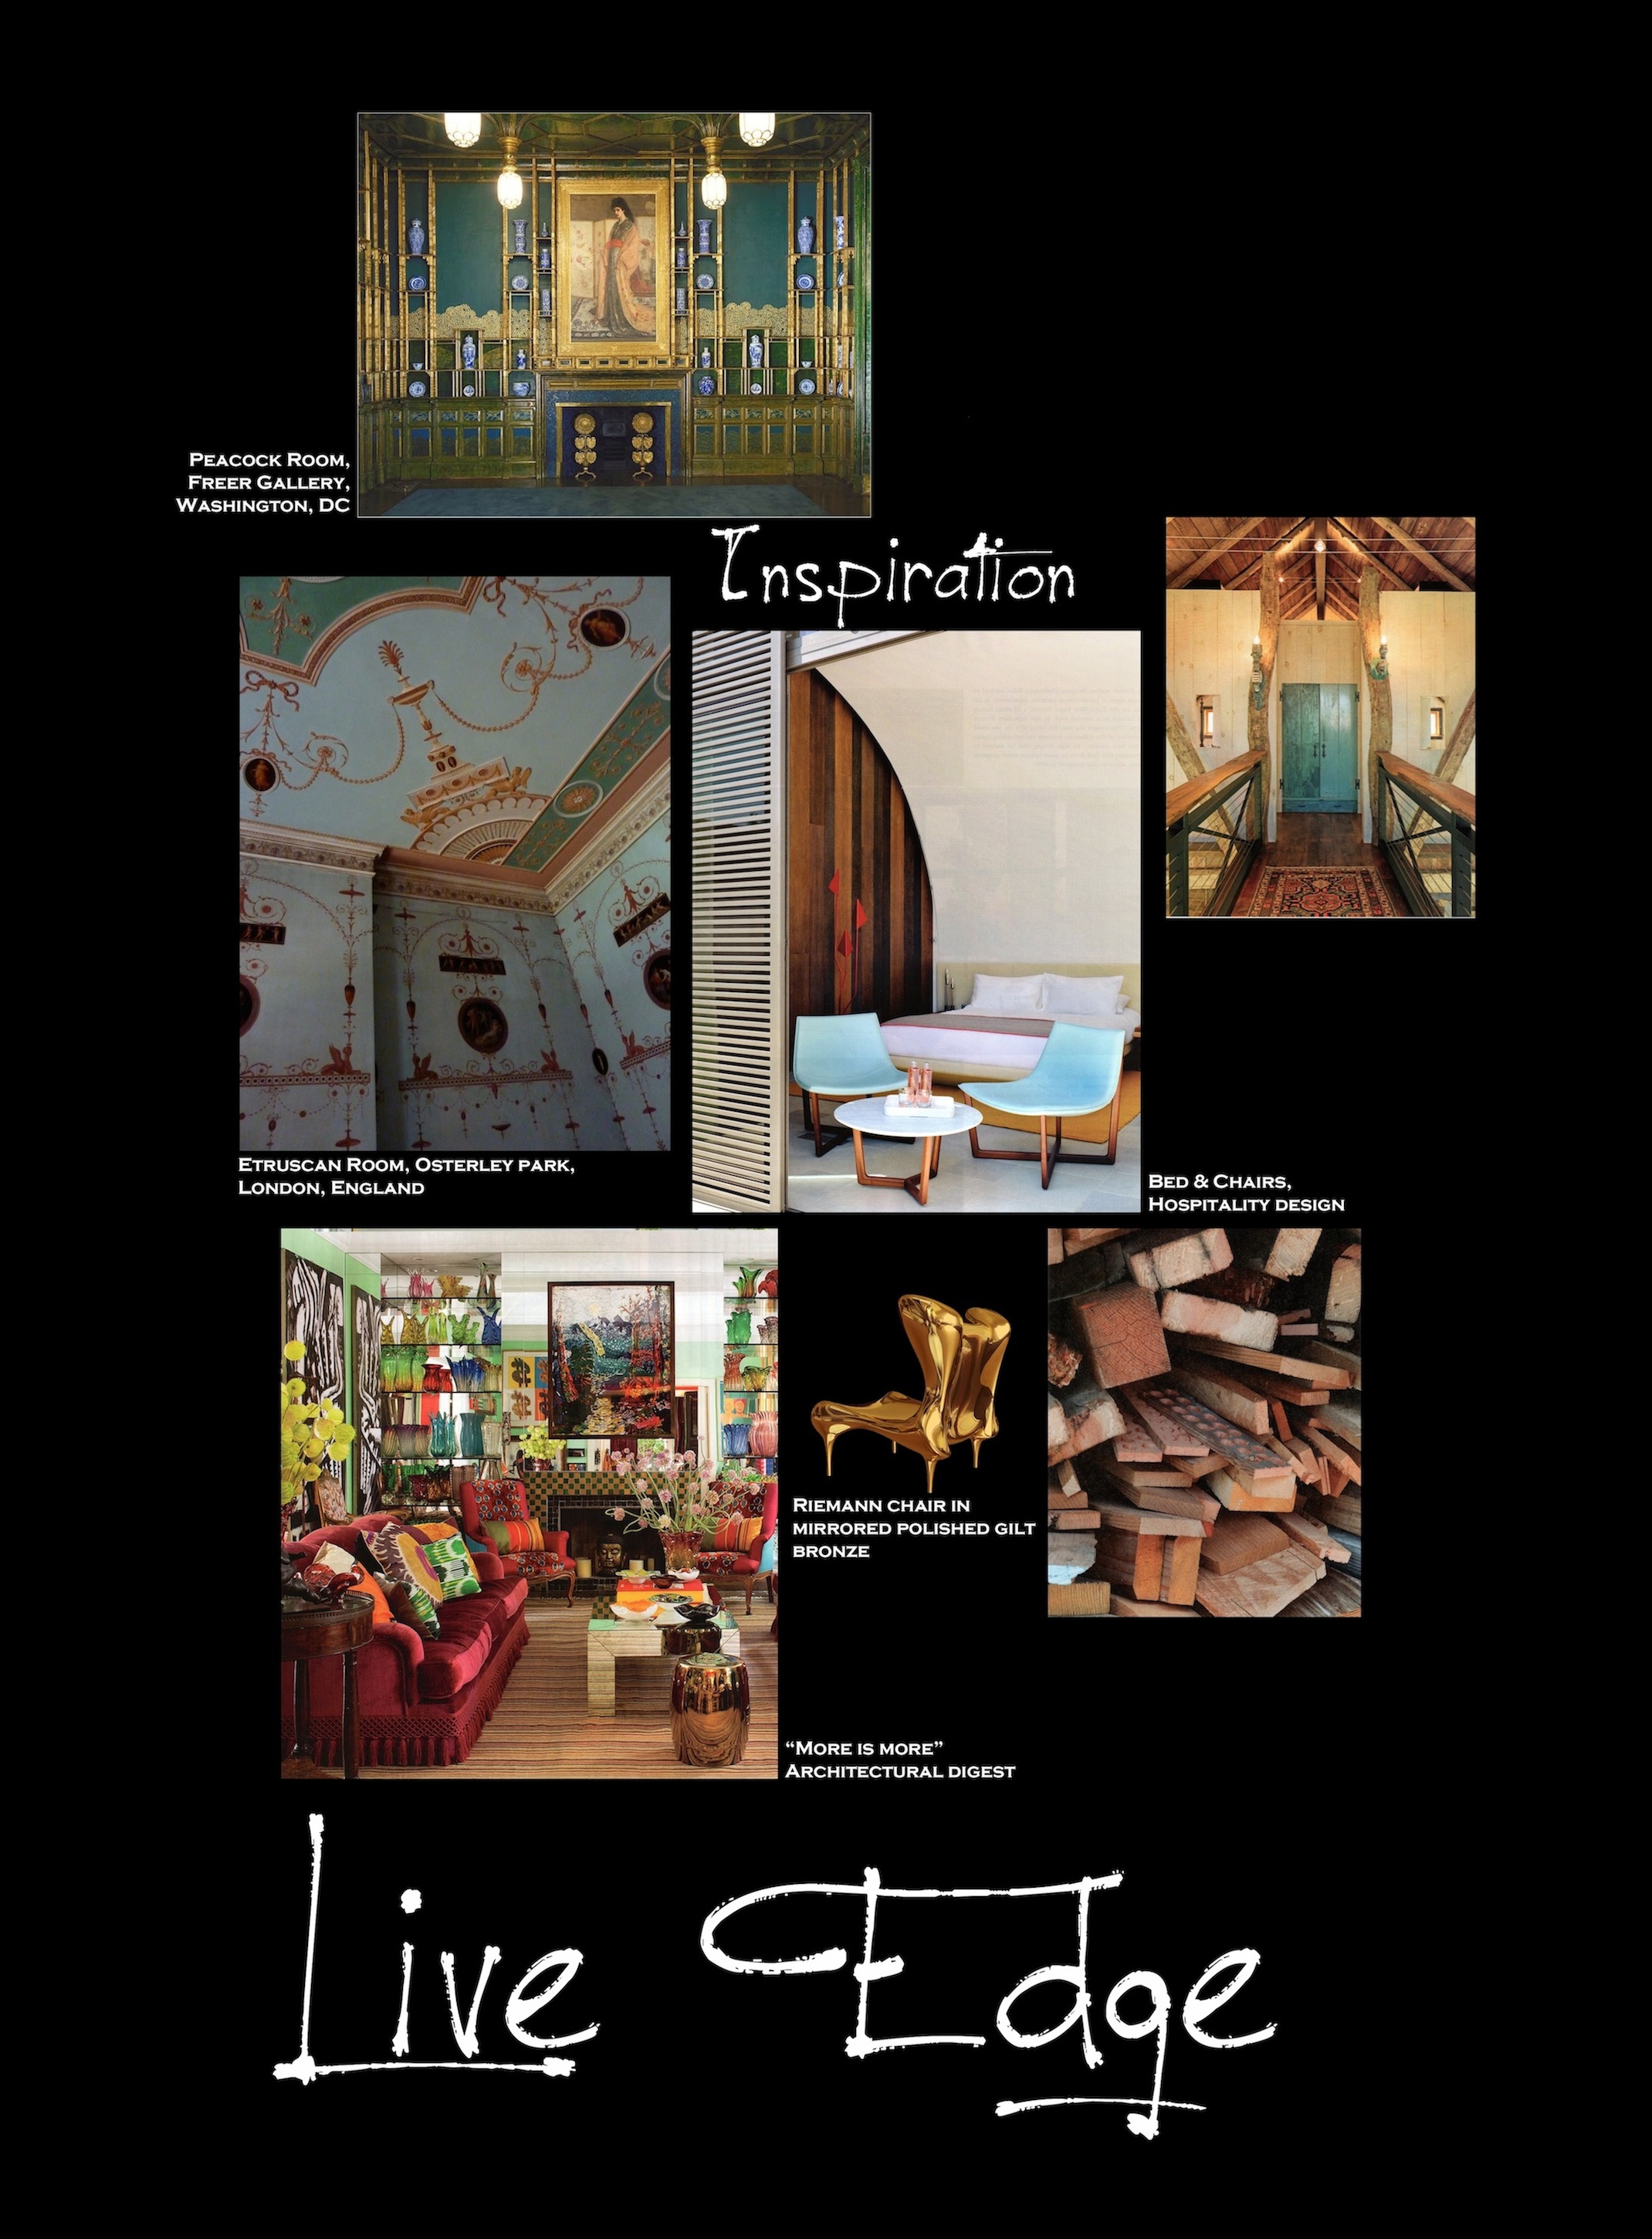 Peacock Room,
Freer Gallery,
Washington, DC
Inspiration
Etruscan Room, Osterley park,
London, England
Bed & Chairs,
Hospitality design
Riemann chair in
mirrored polished gilt
bronze
“More is more”
Architectural digest
Live Edge